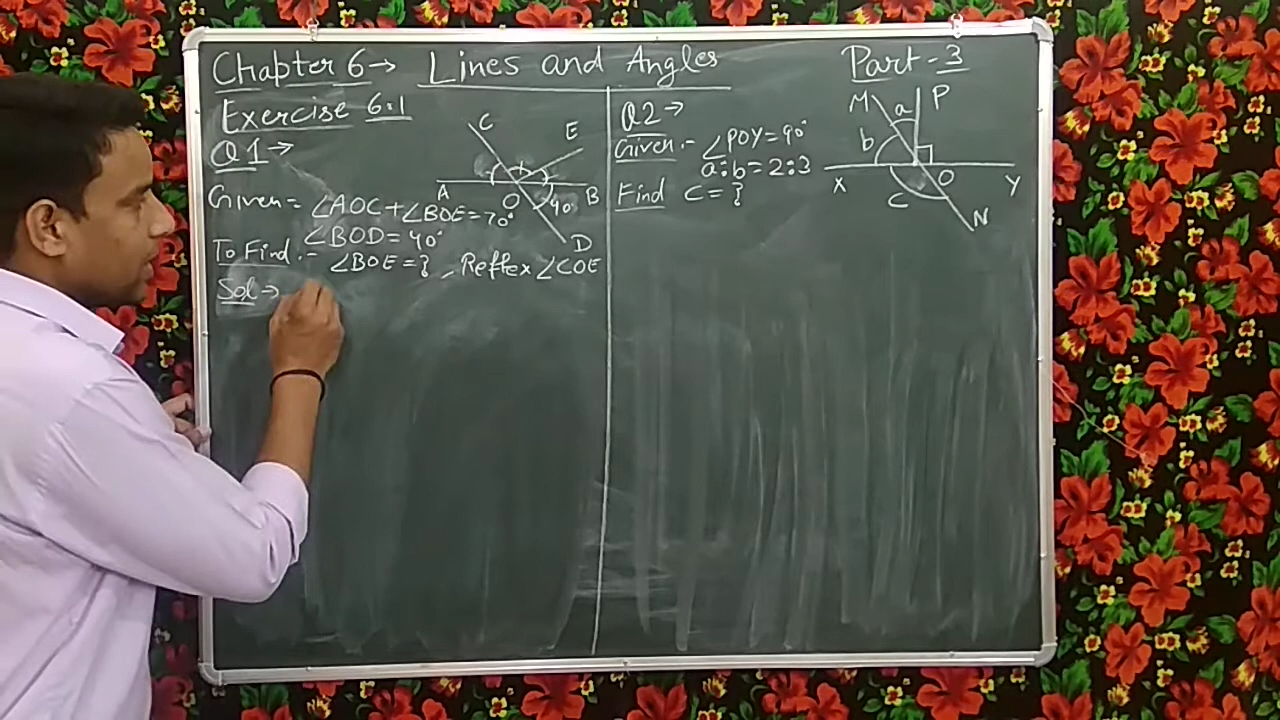 Chapter 6→ Lines and Angles
Part-3
Exercise 6.1
Q1→
C
E
A
O
B
40°
D
Given= ∠AOC+∠BOE=70°
∠BOD=40°
To Find.- ∠BOE=?, Reflex ∠COE
Sol→
Q2→
Given.- ∠POY=90°
a:b=2:3
Find C=?
M
a
P
b
X
O
Y
C
N